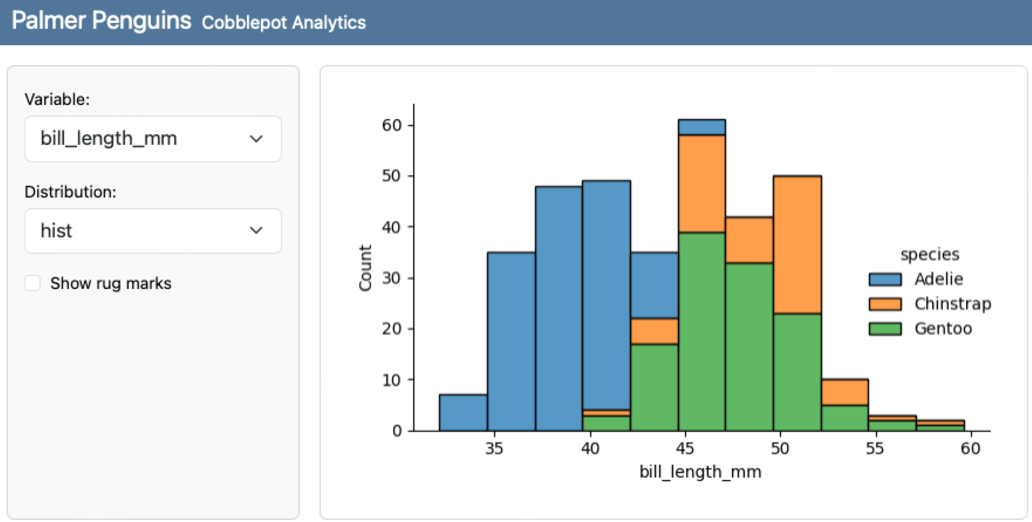 Palmer Penguins Cobblepot Analytics
Variable:
bill_length_mm
Distribution:
hist
Show rug marks
Count
60
50
40
30
20
10
0
35 40 45 50 55 60
bill_length_mm
species
Adelie
Chinstrap
Gentoo